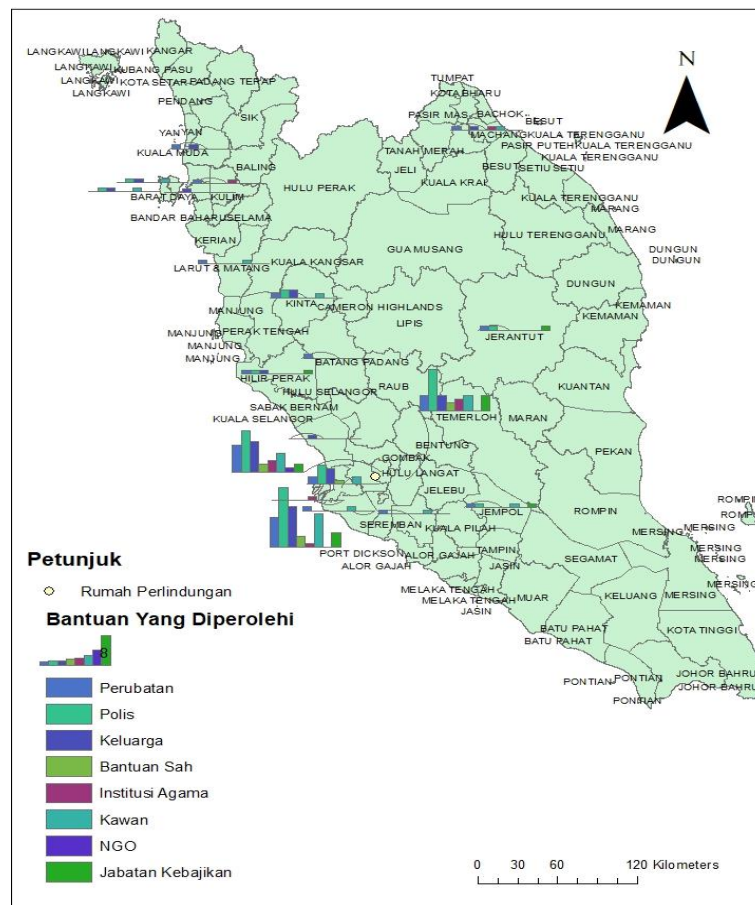 LANGKAWI LANGKAWI KANGAR
LANGKAWI KUBANG PASU
LANGKAWI KOTA SETAR PADANG TERAP
LANGKAWI
PENDANG
SIK
YAN YAN
KUALA MUDA
BALING
BARAT DAYA KULIM
BANDAR BAHARU SELAMA
KERIAN
HULU PERAK
LARUT & MATANG
KUALA KANGSAR
KINTA
CAMERON HIGHLANDS
LIPIS
MANJUNG
MANJUNG PERAK TENGAH
MANJUNG
MANJUNG
BATANG PADANG
HILIR PERAK
HULU SELANGOR
RAUB
SABAK BERNAM
KUALA SELANGOR
N
TUMPAT
KOTA BHARU
PASIR MAS
BACHOK
BESUT
MACHANG KUALA TERENGGANU
PASIR PUTEH KUALA TERENGGANU
TANAH MERAH
KUALA TERENGGANU
JELI
BESUT SETIU SETIU
KUALA KRAI
KUALA TERENGGANU
MARANG
MARANG
HULU TERENGGANU
GUA MUSANG
DUNGUN
DUNGUN
DUNGUN
KEMAMAN
KEMAMAN
JERANTUT
KUANTAN
TEMERLOH
MARAN
BENTUNG
PEKAN
GOMBAK
HULU LANGAT
JELEBU
JEMPOL
ROMPIN
SEREMBAN
KUALA PILAH
PORT DICKSON
ALOR GAJAH
ALOR GAJAH
TAMPIN
JASIN
SEGAMAT
MELAKA TENGAH
MELAKA TENGAH
JASIN
MUAR
KELUANG
MERSING
MERSING
MERSING
MERSING
MERSING
MERSING
BATU PAHAT
BATU PAHAT
KOTA TINGGI
PONTIAN
PONTIAN
PONTIAN
JOHOR BAHRU
JOHOR BAHRU
Petunjuk
Rumah Perlindungan
Bantuan Yang Diperolehi
8
Perubatan
Polis
Keluarga
Bantuan Sah
Institusi Agama
Kawan
NGO
Jabatan Kebajikan
0 30 60 120 Kilometers